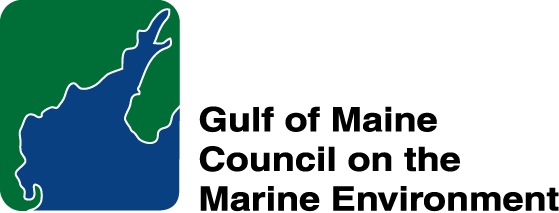 Gulf of Maine
Council on the
Marine Environment